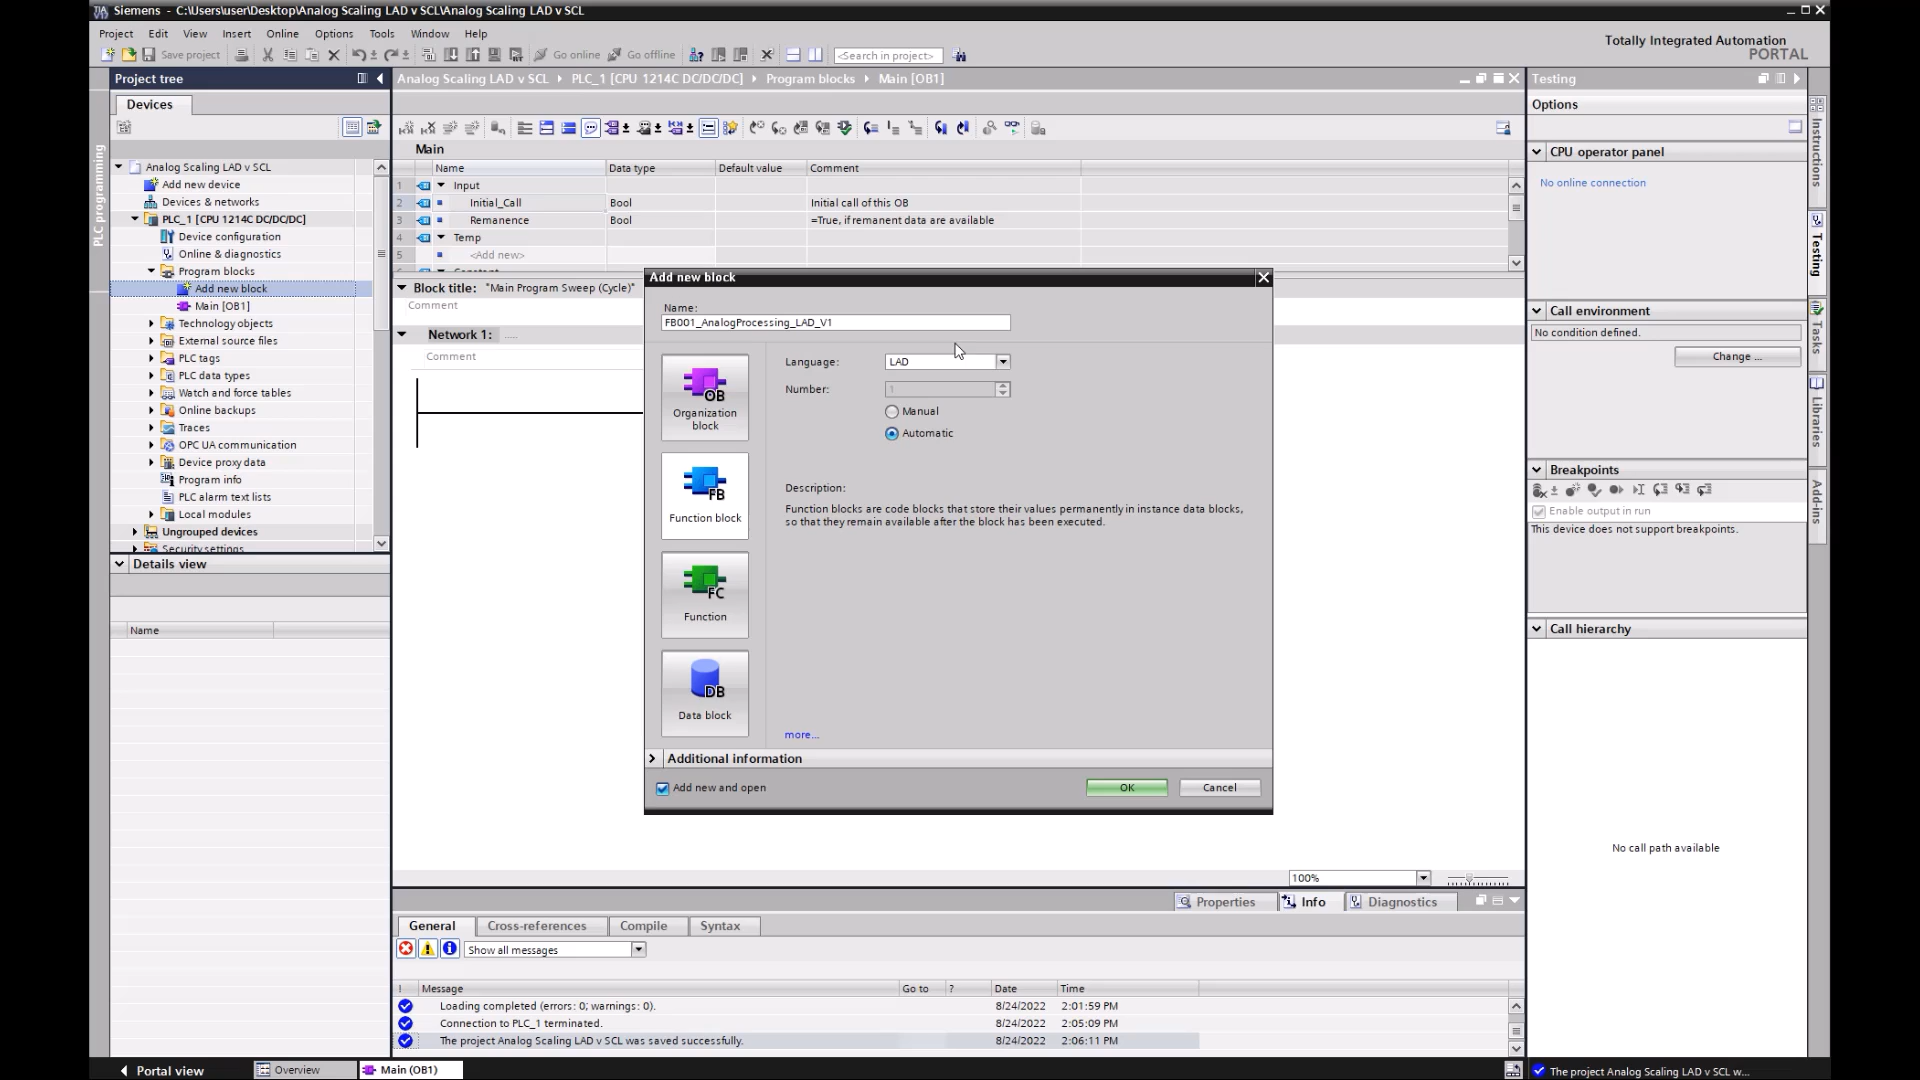 Siemens - C:\Users\user\Desktop\Analog Scaling LAD v SCL\Analog Scaling LAD v SCL
Project Edit View Insert Online Options Tools Window Help
Totally Integrated Automation
PORTAL
Save project
Go online
Go offline
<Search in project>
Project tree
Analog Scaling LAD v SCL
PLC_1 [CPU 1214C DC/DC/DC]
Program blocks
Main [OB1]
Devices
PLC programming
Analog Scaling LAD v SCL
Add new device
Devices & networks
PLC_1 [CPU 1214C DC/DC/DC]
Device configuration
Online & diagnostics
Program blocks
Add new block
Main [OB1]
Technology objects
External source files
PLC tags
PLC data types
Watch and force tables
Online backups
Traces
OPC UA communication
Device proxy data
Program info
PLC alarm text lists
Local modules
Ungrouped devices
Security settings
Details view
Name
Main
Name Data type Default value Comment
1 Input
2 Initial_Call Bool Initial call of this OB
3 Remanence Bool =True, if remanent data are available
4 Temp
5 <Add new>
Constant
Block title: "Main Program Sweep (Cycle)"
Comment
Network 1: .....
Comment
Add new block
Name:
FB001_AnalogProcessing_LAD_V1
OB
Organization
block
FB
Function block
FC
Function
DB
Data block
Language: LAD
Number: 1
Manual
Automatic
Description:
Function blocks are code blocks that store their values permanently in instance data blocks,
so that they remain available after the block has been executed.
more...
Additional information
Add new and open
OK
Cancel
100%
Properties
Info
Diagnostics
General Cross-references Compile Syntax
Show all messages
! Message Go to ? Date Time
Loading completed (errors: 0; warnings: 0). 8/24/2022 2:01:59 PM
Connection to PLC_1 terminated. 8/24/2022 2:05:09 PM
The project Analog Scaling LAD v SCL was saved successfully. 8/24/2022 2:06:11 PM
Testing
Options
CPU operator panel
No online connection
Call environment
No condition defined.
Change ...
Breakpoints
Enable output in run
This device does not support breakpoints.
Call hierarchy
No call path available
Instructions
Testing
Tasks
Libraries
Add-ins
Portal view
Overview
Main (OB1)
The project Analog Scaling LAD v SCL w...